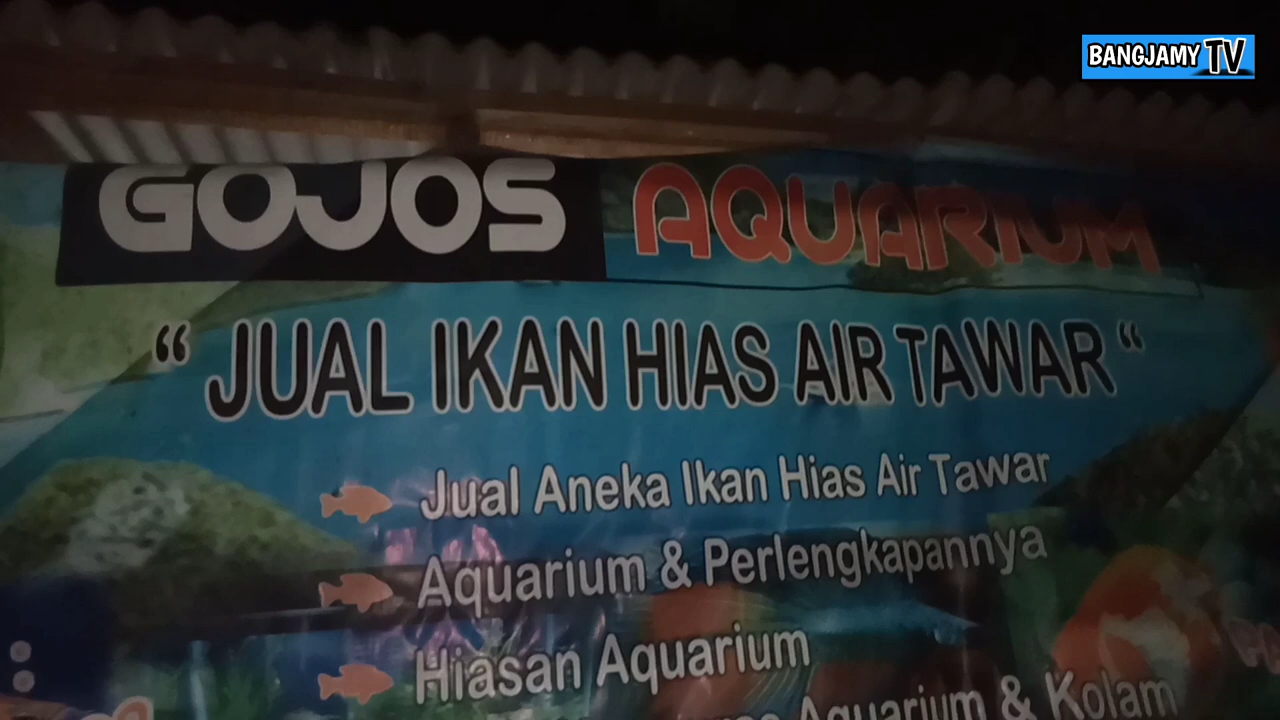 BANGJAMY TV
GOJOS AQUARIUM
“ JUAL IKAN HIAS AIR TAWAR “
Jual Aneka Ikan Hias Air Tawar
Aquarium & Perlengkapannya
Hiasan Aquarium
Aquarium & Kolam